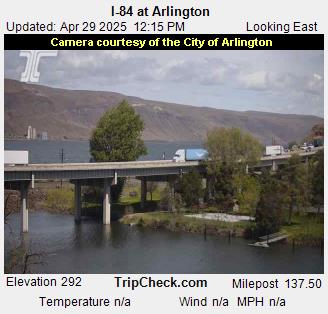 I-84 at Arlington
Updated: Apr 29 2025 12:15 PM Looking East
Camera courtesy of the City of Arlington
Elevation 292 TripCheck.com Milepost 137.50
Temperature n/a Wind n/a MPH n/a